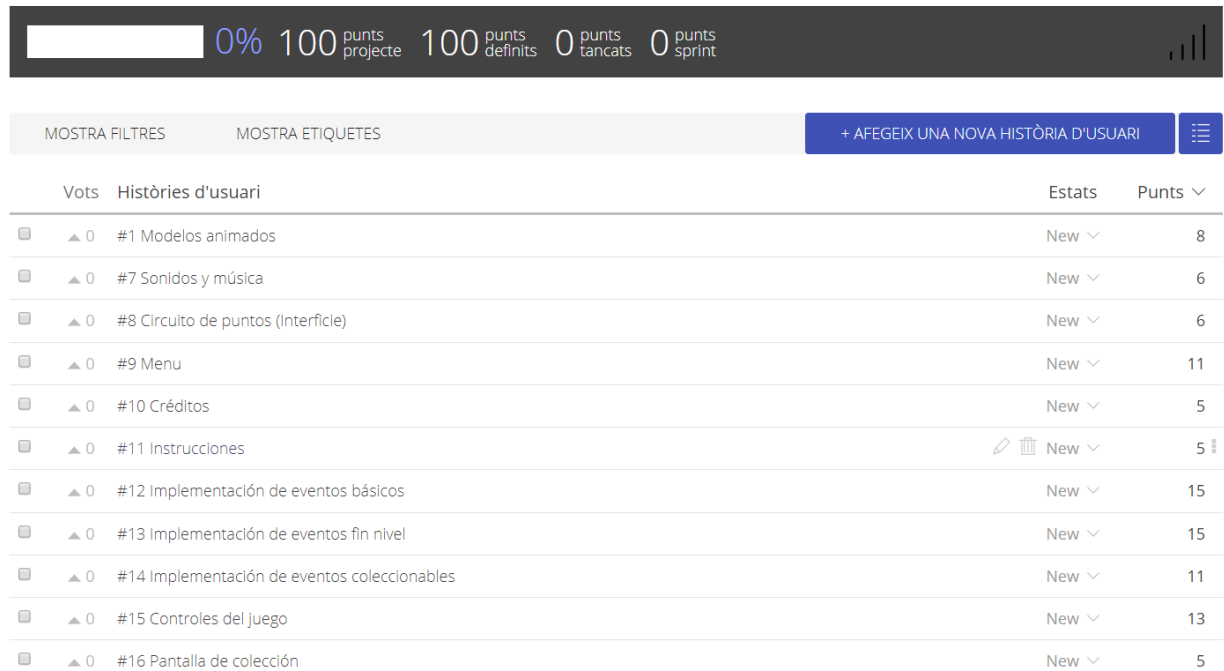 0% 100 punts projecte 100 punts definits 0 punts tancats 0 punts sprint
MOSTRA FILTRES MOSTRA ETIQUETES + AFEGEIX UNA NOVA HISTÒRIA D'USUARI
Vots Històries d'usuari Estats Punts
0 #1 Modelos animados New 8
0 #7 Sonidos y música New 6
0 #8 Circuito de puntos (Interficie) New 6
0 #9 Menu New 11
0 #10 Créditos New 5
0 #11 Instrucciones New 5
0 #12 Implementación de eventos básicos New 15
0 #13 Implementación de eventos fin nivel New 15
0 #14 Implementación de eventos coleccionables New 11
0 #15 Controles del juego New 13
0 #16 Pantalla de colección New 5